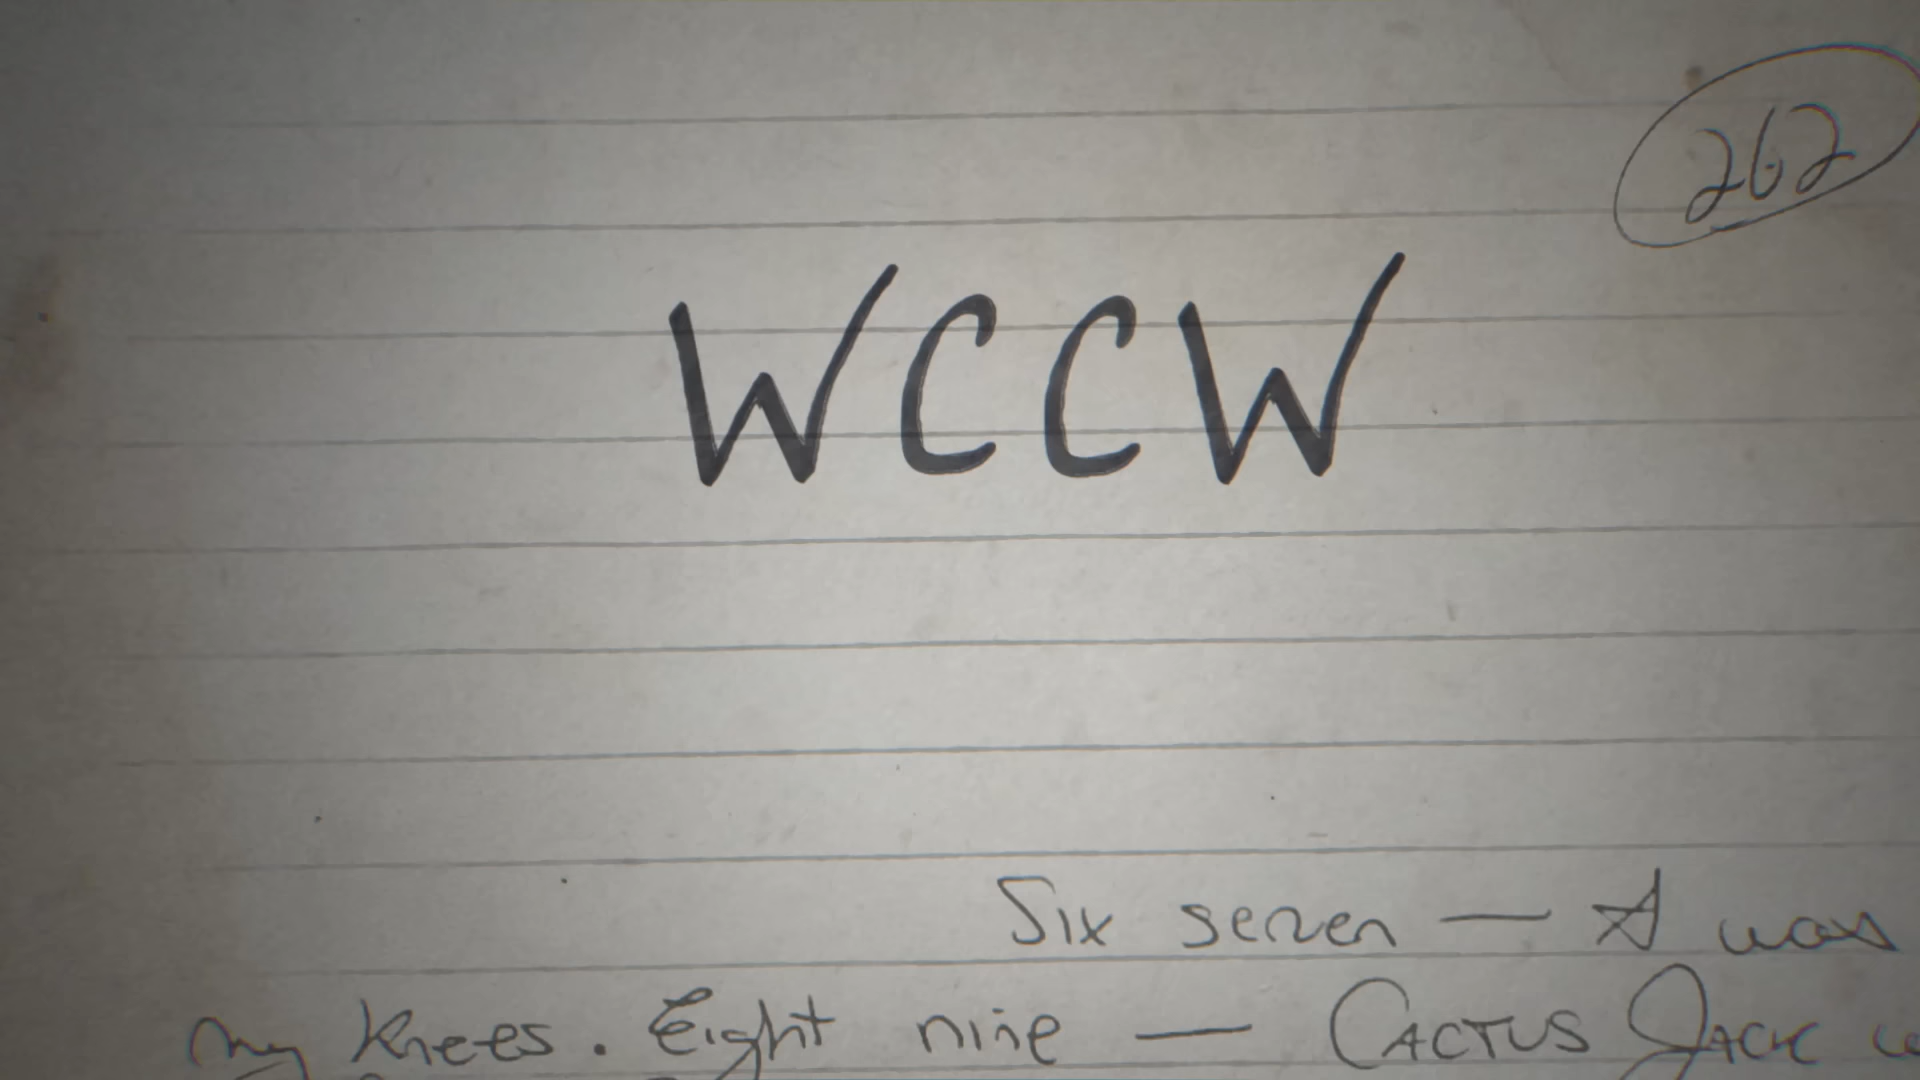 262
WCCW
Six seven — I was
my knees. Eight nine — CACTUS JACK